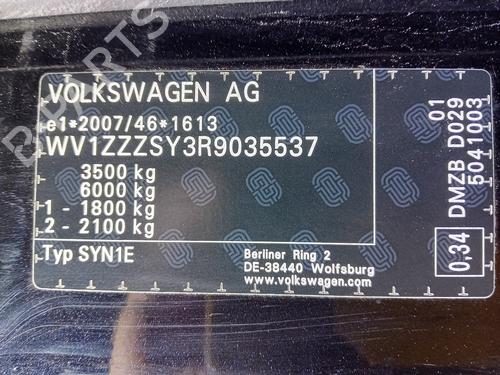 VOLKSWAGEN AG
e1*2007/46*1613
WV1ZZZSY3R9035537
3500 kg
6000 kg
1 - 1800 kg
2 - 2100 kg
Typ SYN1E
Berliner Ring 2
DE-38440 Wolfsburg
www.volkswagen.com
01
DMZB D029
5041003
0,34
PARTS